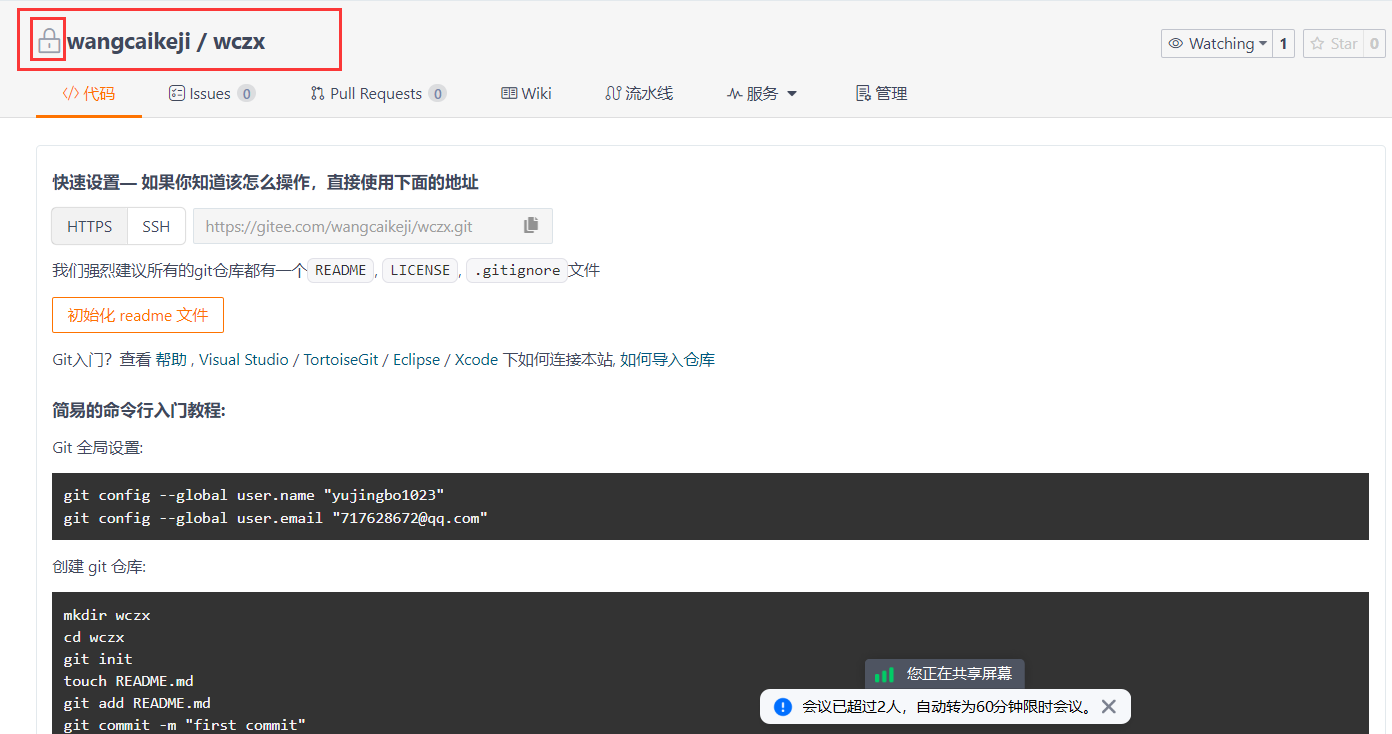 wangcaikeji / wczx
Watching 1 Star 0
代码 Issues 0 Pull Requests 0 Wiki 流水线 服务 管理
快速设置— 如果你知道该怎么操作，直接使用下面的地址
HTTPS SSH https://gitee.com/wangcaikeji/wczx.git
我们强烈建议所有的git仓库都有一个 README , LICENSE , .gitignore 文件
初始化 readme 文件
Git入门？查看 帮助 , Visual Studio / TortoiseGit / Eclipse / Xcode 下如何连接本站, 如何导入仓库
简易的命令行入门教程:
Git 全局设置:
git config --global user.name "yujingbo1023"
git config --global user.email "717628672@qq.com"
创建 git 仓库:
mkdir wczx
cd wczx
git init
touch README.md
git add README.md
git commit -m "first commit"
您正在共享屏幕
会议已超过2人，自动转为60分钟限时会议。